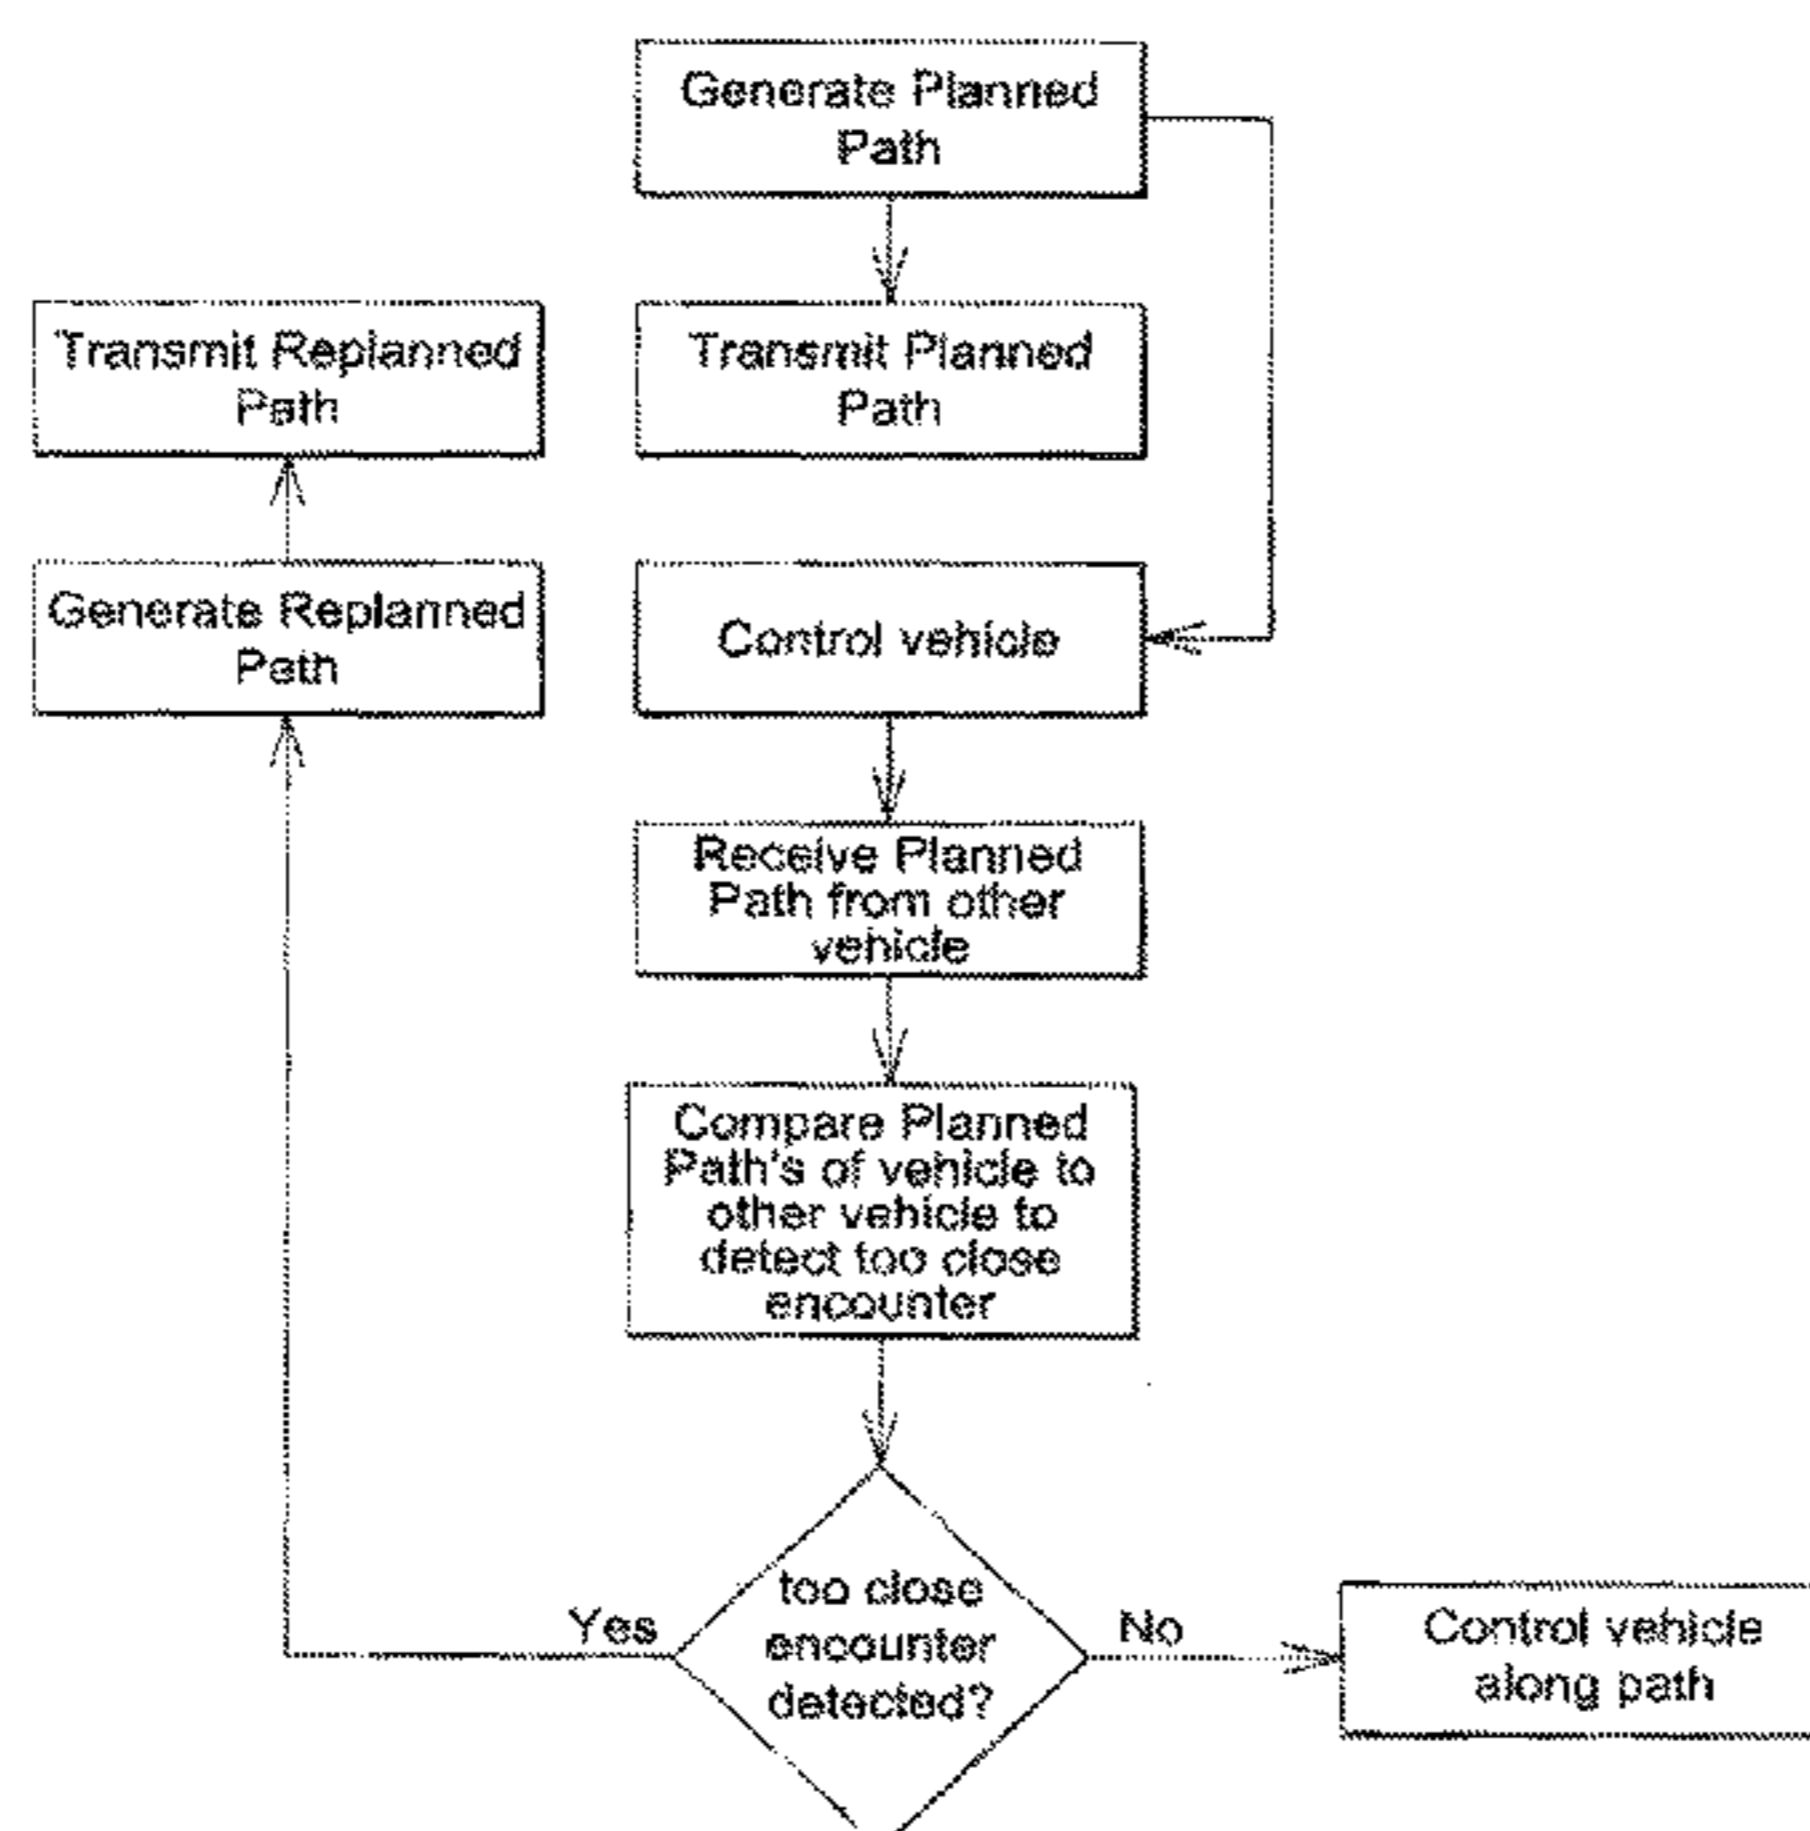 Generate Planned
Path
Transmit Replanned
Path
Transmit Planned
Path
Generate Replanned
Path
Control vehicle
Receive Planned
Path from other
vehicle
Compare Planned
Path's of vehicle to
other vehicle to
detect too close
encounter
too close
encounter
detected?
Yes
No
Control vehicle
along path